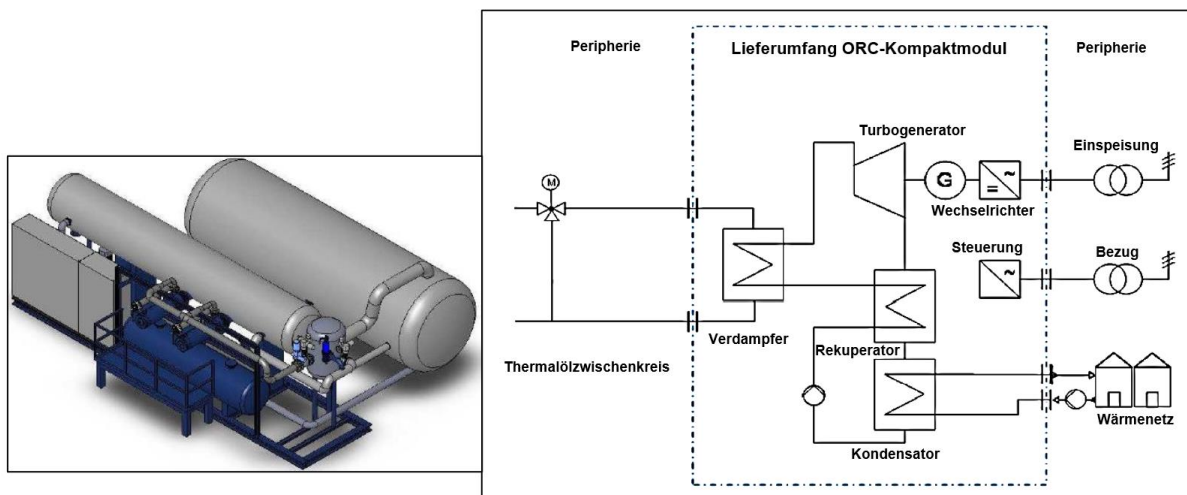 Peripherie
Lieferumfang ORC-Kompaktmodul
Peripherie
Turbogenerator
Einspeisung
M
G
=
~
Wechselrichter
Steuerung
Bezug
~
Verdampfer
Rekuperator
Thermalölzwischenkreis
Wärmenetz
Kondensator